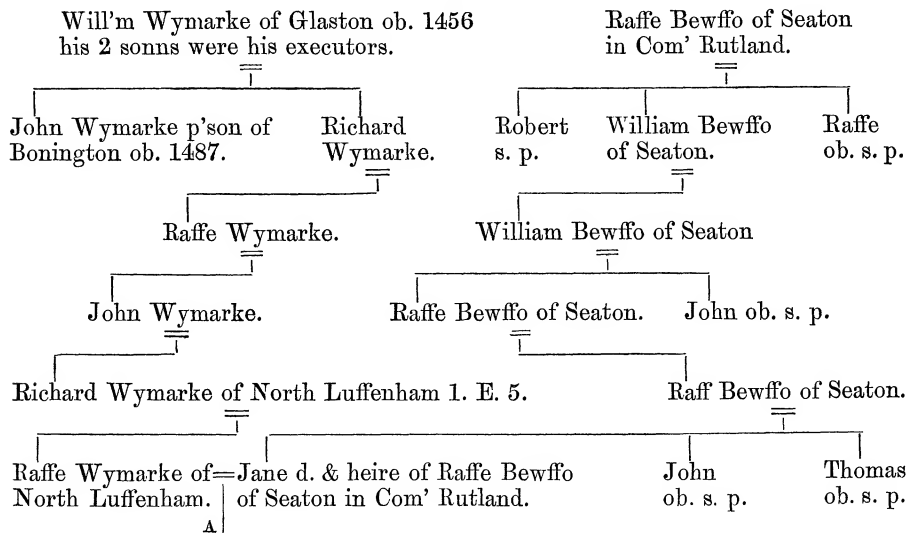 Will'm Wymarke of Glaston ob. 1456
his 2 sonns were his executors.
Raffe Bewffo of Seaton
in Com' Rutland.
John Wymarke p'son of
Bonington ob. 1487.
Richard
Wymarke.
Robert
s. p.
William Bewffo
of Seaton.
Raffe
ob. s. p.
Raffe Wymarke.
William Bewffo of Seaton
John Wymarke.
Raffe Bewffo of Seaton.
John ob. s. p.
Richard Wymarke of North Luffenham 1. E. 5.
Raff Bewffo of Seaton.
Raffe Wymarke of
North Luffenham.
Jane d. & heire of Raffe Bewffo
of Seaton in Com' Rutland.
John
ob. s. p.
Thomas
ob. s. p.
A